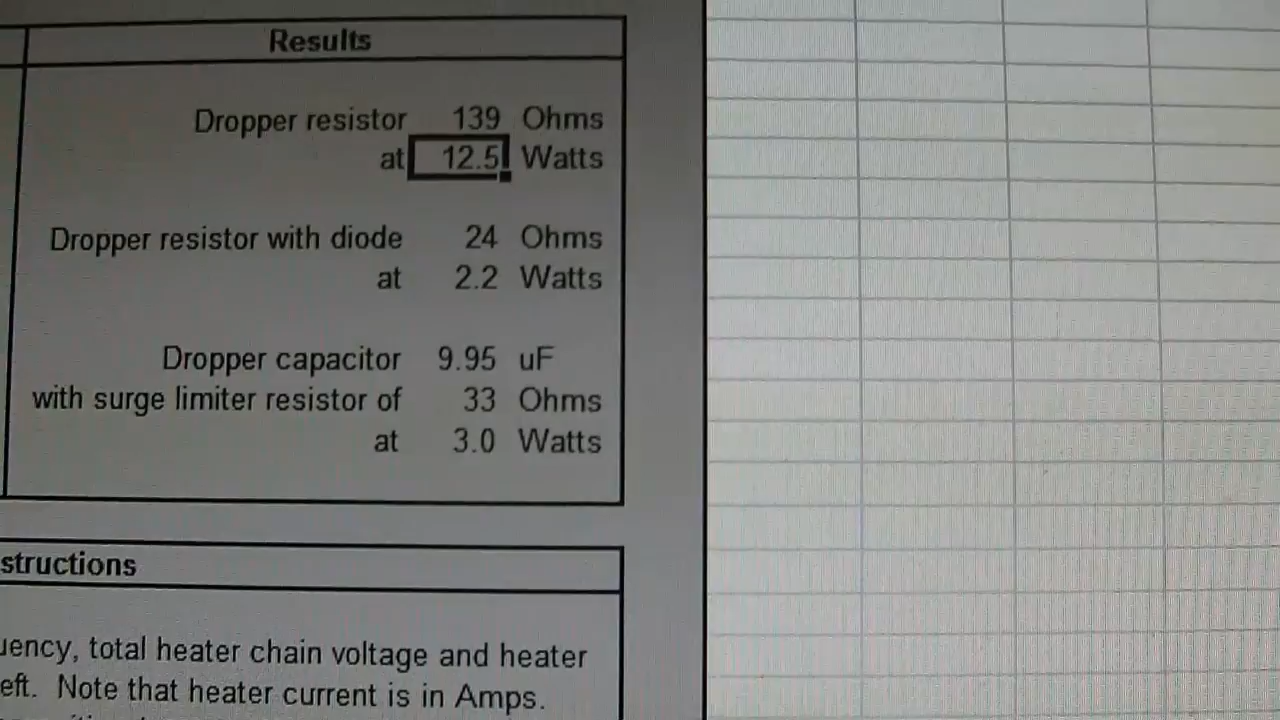 Results
Dropper resistor 139 Ohms
at 12.5 Watts
Dropper resistor with diode 24 Ohms
at 2.2 Watts
Dropper capacitor 9.95 uF
with surge limiter resistor of 33 Ohms
at 3.0 Watts
structions
uency, total heater chain voltage and heater
eft. Note that heater current is in Amps.